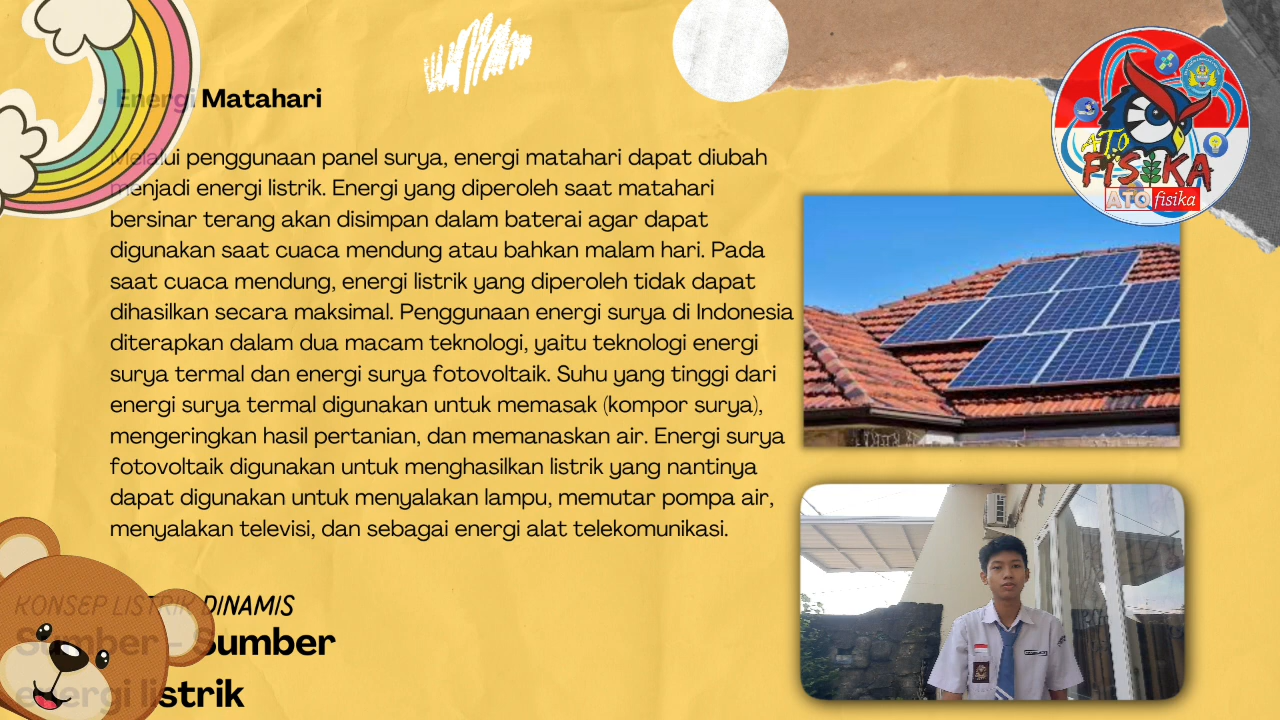 • Energi Matahari
Melalui penggunaan panel surya, energi matahari dapat diubah
menjadi energi listrik. Energi yang diperoleh saat matahari
bersinar terang akan disimpan dalam baterai agar dapat
digunakan saat cuaca mendung atau bahkan malam hari. Pada
saat cuaca mendung, energi listrik yang diperoleh tidak dapat
dihasilkan secara maksimal. Penggunaan energi surya di Indonesia
diterapkan dalam dua macam teknologi, yaitu teknologi energi
surya termal dan energi surya fotovoltaik. Suhu yang tinggi dari
energi surya termal digunakan untuk memasak (kompor surya),
mengeringkan hasil pertanian, dan memanaskan air. Energi surya
fotovoltaik digunakan untuk menghasilkan listrik yang nantinya
dapat digunakan untuk menyalakan lampu, memutar pompa air,
menyalakan televisi, dan sebagai energi alat telekomunikasi.
KONSEP LISTRIK DINAMIS
Sumber - Sumber
energi listrik
ATO
FISIKA
ATO fisika